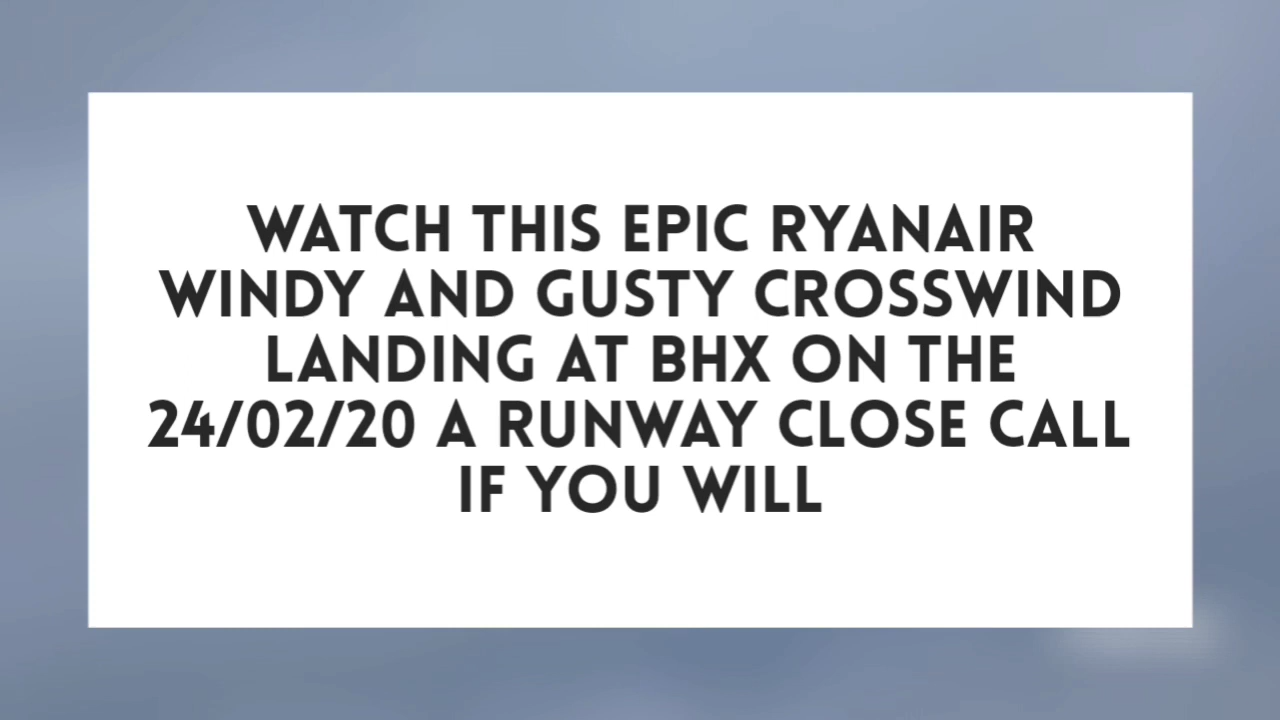 WATCH THIS EPIC RYANAIR
WINDY AND GUSTY CROSSWIND
LANDING AT BHX ON THE
24/02/20 A RUNWAY CLOSE CALL
IF YOU WILL